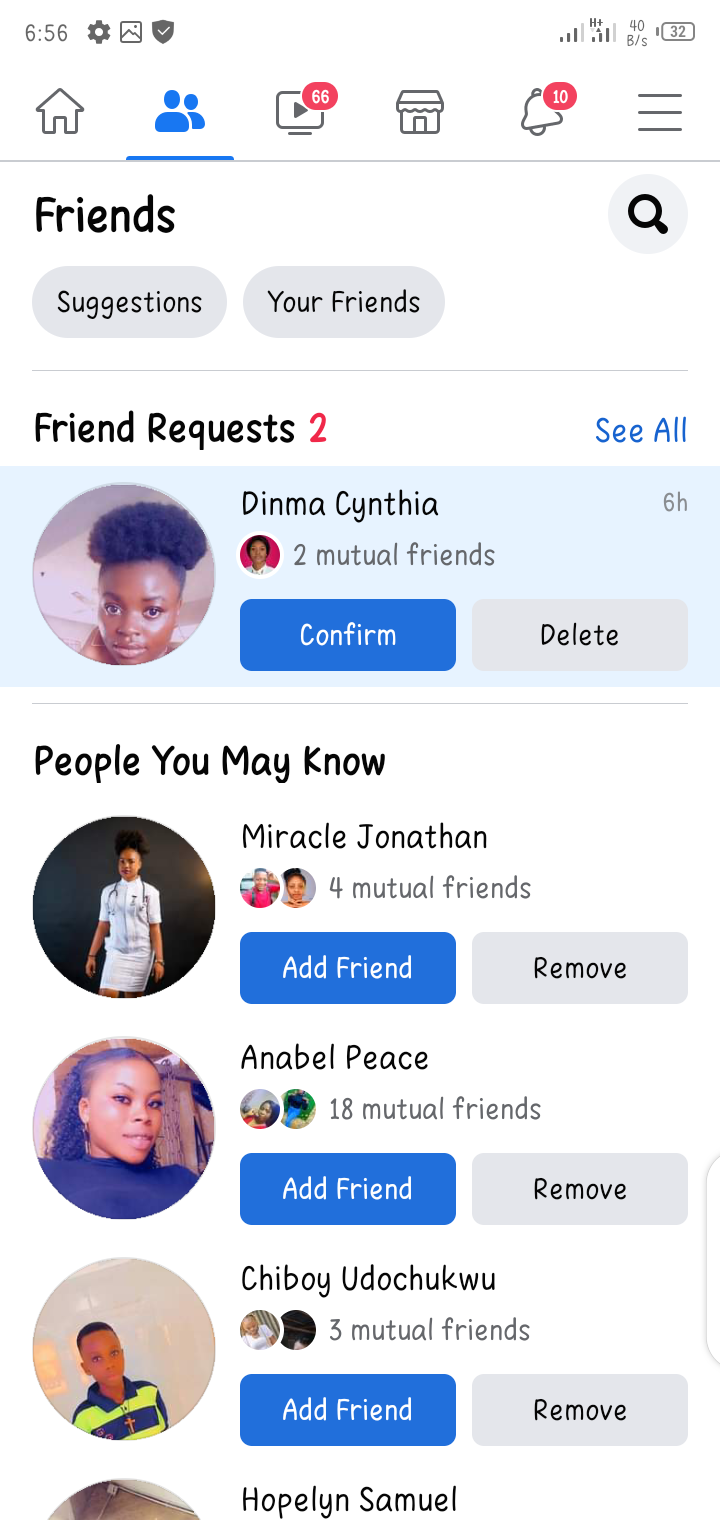 6:56 H+ 40 B/s 32
66 10
Friends
Suggestions Your Friends
Friend Requests 2 See All
Dinma Cynthia 6h
2 mutual friends
Confirm Delete
People You May Know
Miracle Jonathan
4 mutual friends
Add Friend Remove
Anabel Peace
18 mutual friends
Add Friend Remove
Chiboy Udochukwu
3 mutual friends
Add Friend Remove
Hopelyn Samuel